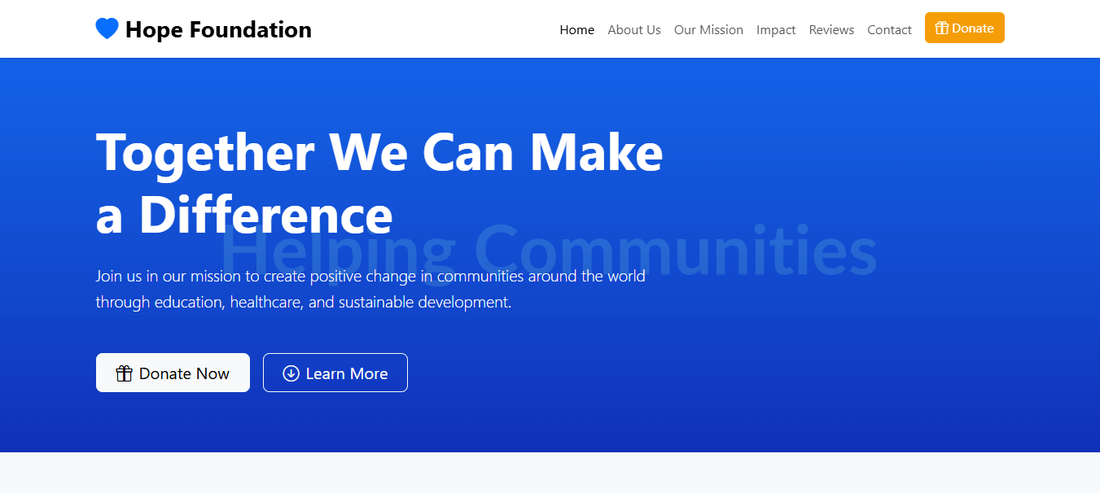 Hope Foundation
Home
About Us
Our Mission
Impact
Reviews
Contact
Donate
Together We Can Make
a Difference
Helping Communities
Join us in our mission to create positive change in communities around the world
through education, healthcare, and sustainable development.
Donate Now
Learn More